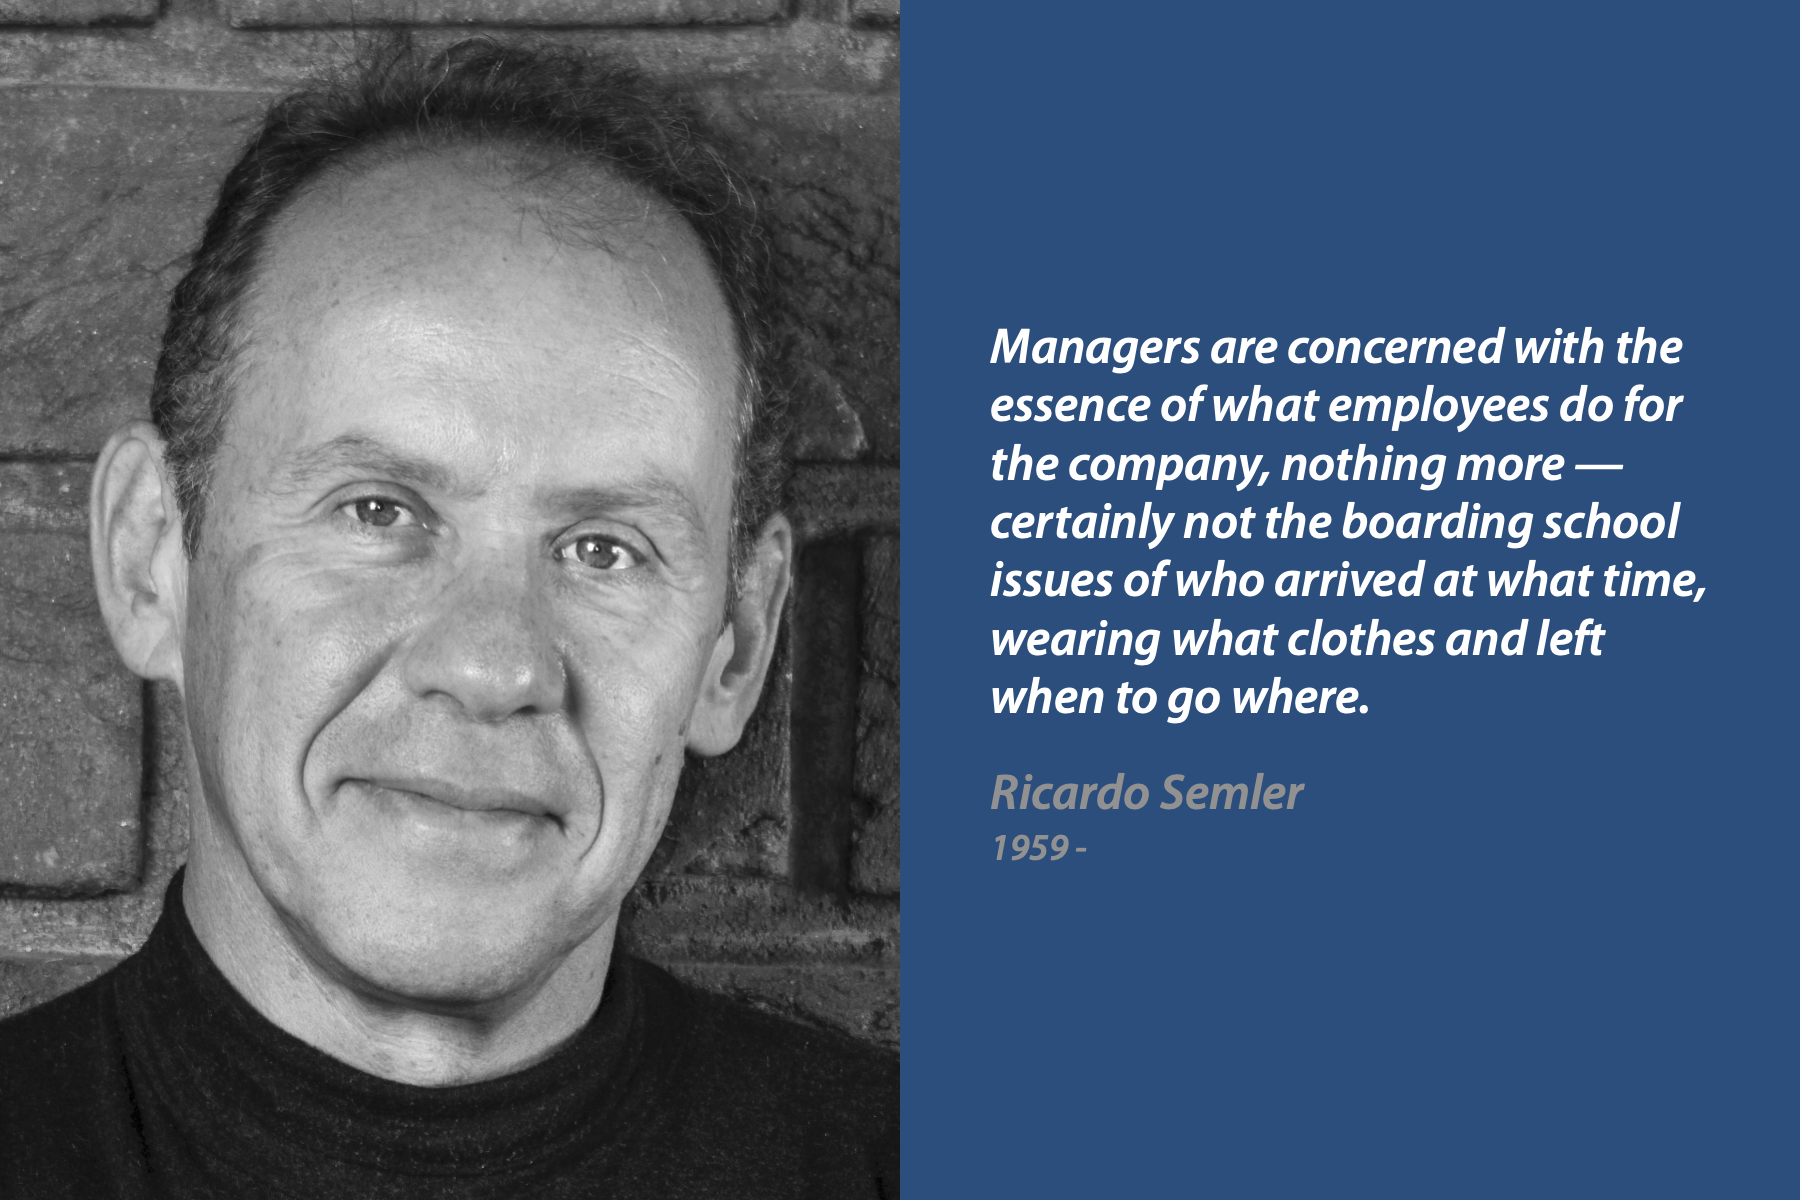 Managers are concerned with the
essence of what employees do for
the company, nothing more —
certainly not the boarding school
issues of who arrived at what time,
wearing what clothes and left
when to go where.
Ricardo Semler
1959 -